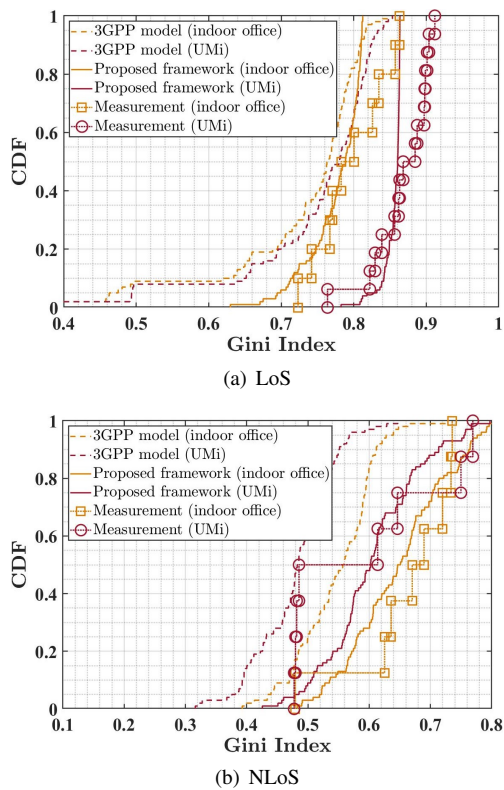 3GPP model (indoor office)
3GPP model (UMi)
Proposed framework (indoor office)
Proposed framework (UMi)
Measurement (indoor office)
Measurement (UMi)
CDF
1
0.8
0.6
0.4
0.2
0
0.4
0.5
0.6
0.7
0.8
0.9
1
Gini Index
(a) LoS
3GPP model (indoor office)
3GPP model (UMi)
Proposed framework (indoor office)
Proposed framework (UMi)
Measurement (indoor office)
Measurement (UMi)
CDF
1
0.8
0.6
0.4
0.2
0
0.1
0.2
0.3
0.4
0.5
0.6
0.7
0.8
Gini Index
(b) NLoS